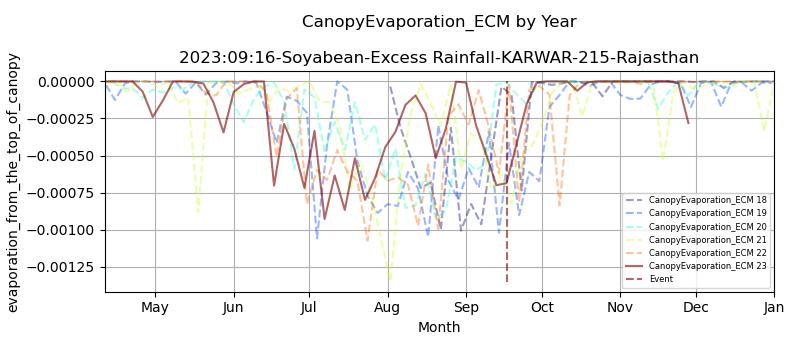 CanopyEvaporation_ECM by Year
2023:09:16-Soyabean-Excess Rainfall-KARWAR-215-Rajasthan
evaporation_from_the_top_of_canopy
0.00000
−0.00025
−0.00050
−0.00075
−0.00100
−0.00125
CanopyEvaporation_ECM 18
CanopyEvaporation_ECM 19
CanopyEvaporation_ECM 20
CanopyEvaporation_ECM 21
CanopyEvaporation_ECM 22
CanopyEvaporation_ECM 23
Event
May Jun Jul Aug Sep Oct Nov Dec Jan
Month